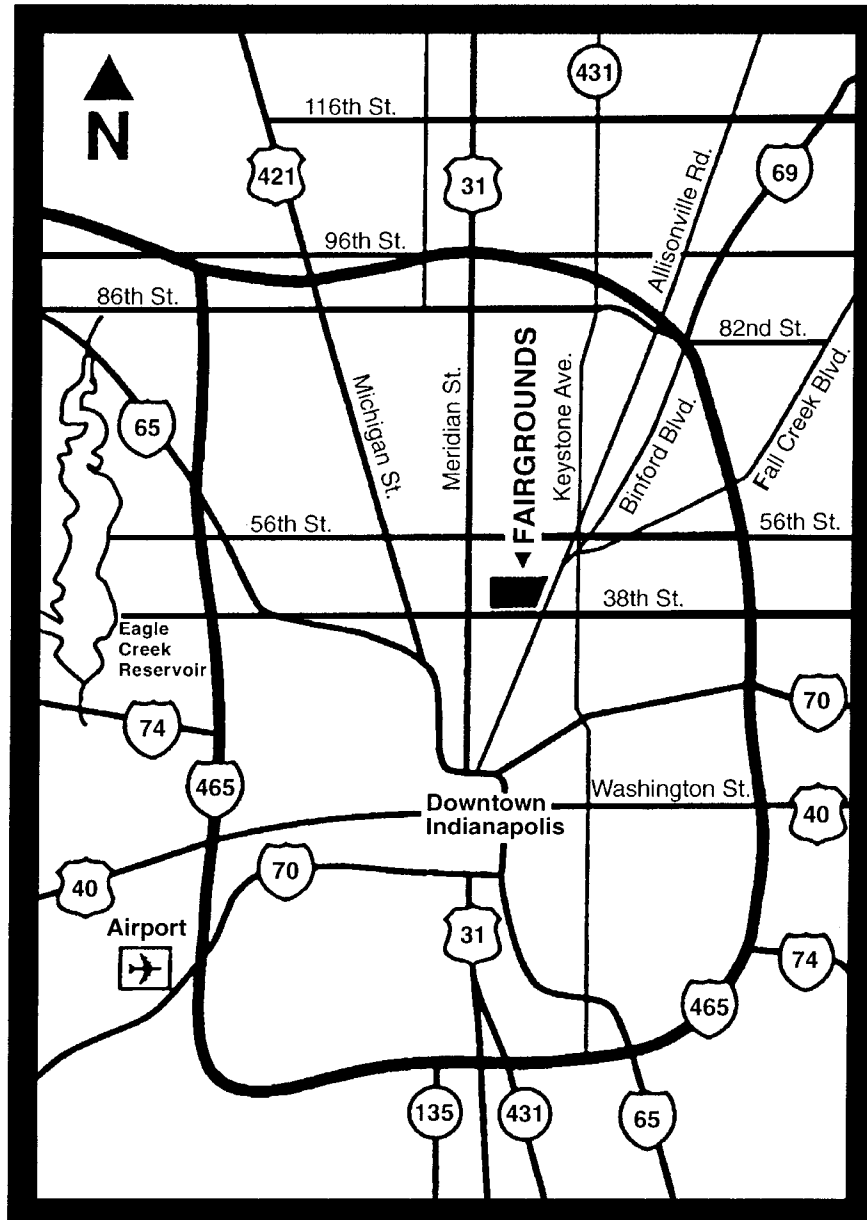 431
116th St.
N
421
31
69
Allisonville Rd.
96th St.
86th St.
82nd St.
65
Michigan St.
Meridian St.
FAIRGROUNDS
Keystone Ave.
Binford Blvd.
Fall Creek Blvd.
56th St.
56th St.
38th St.
Eagle
Creek
Reservoir
74
70
465
Downtown
Indianapolis
Washington St.
40
40
70
Airport
31
74
465
135
431
65